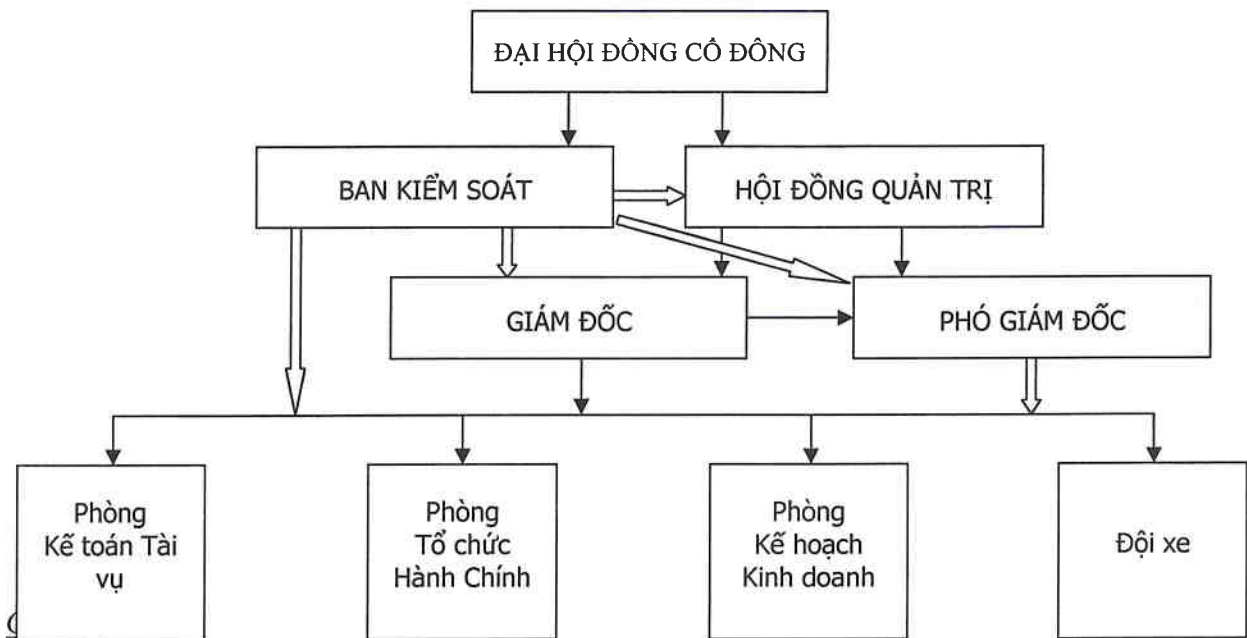 ĐẠI HỘI ĐỒNG CỔ ĐÔNG
BAN KIỂM SOÁT
HỘI ĐỒNG QUẢN TRỊ
GIÁM ĐỐC
PHÓ GIÁM ĐỐC
Phòng
Kế toán Tài
vụ
Phòng
Tổ chức
Hành Chính
Phòng
Kế hoạch
Kinh doanh
Đội xe